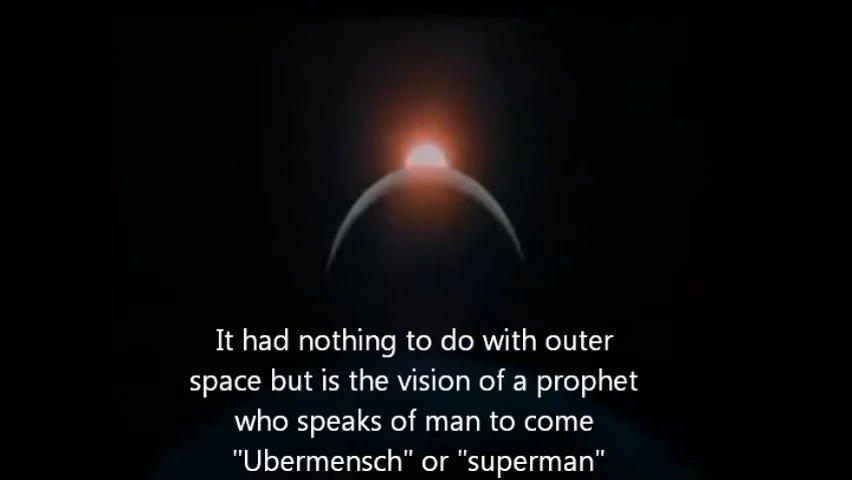 It had nothing to do with outer
space but is the vision of a prophet
who speaks of man to come
"Ubermensch" or "superman"